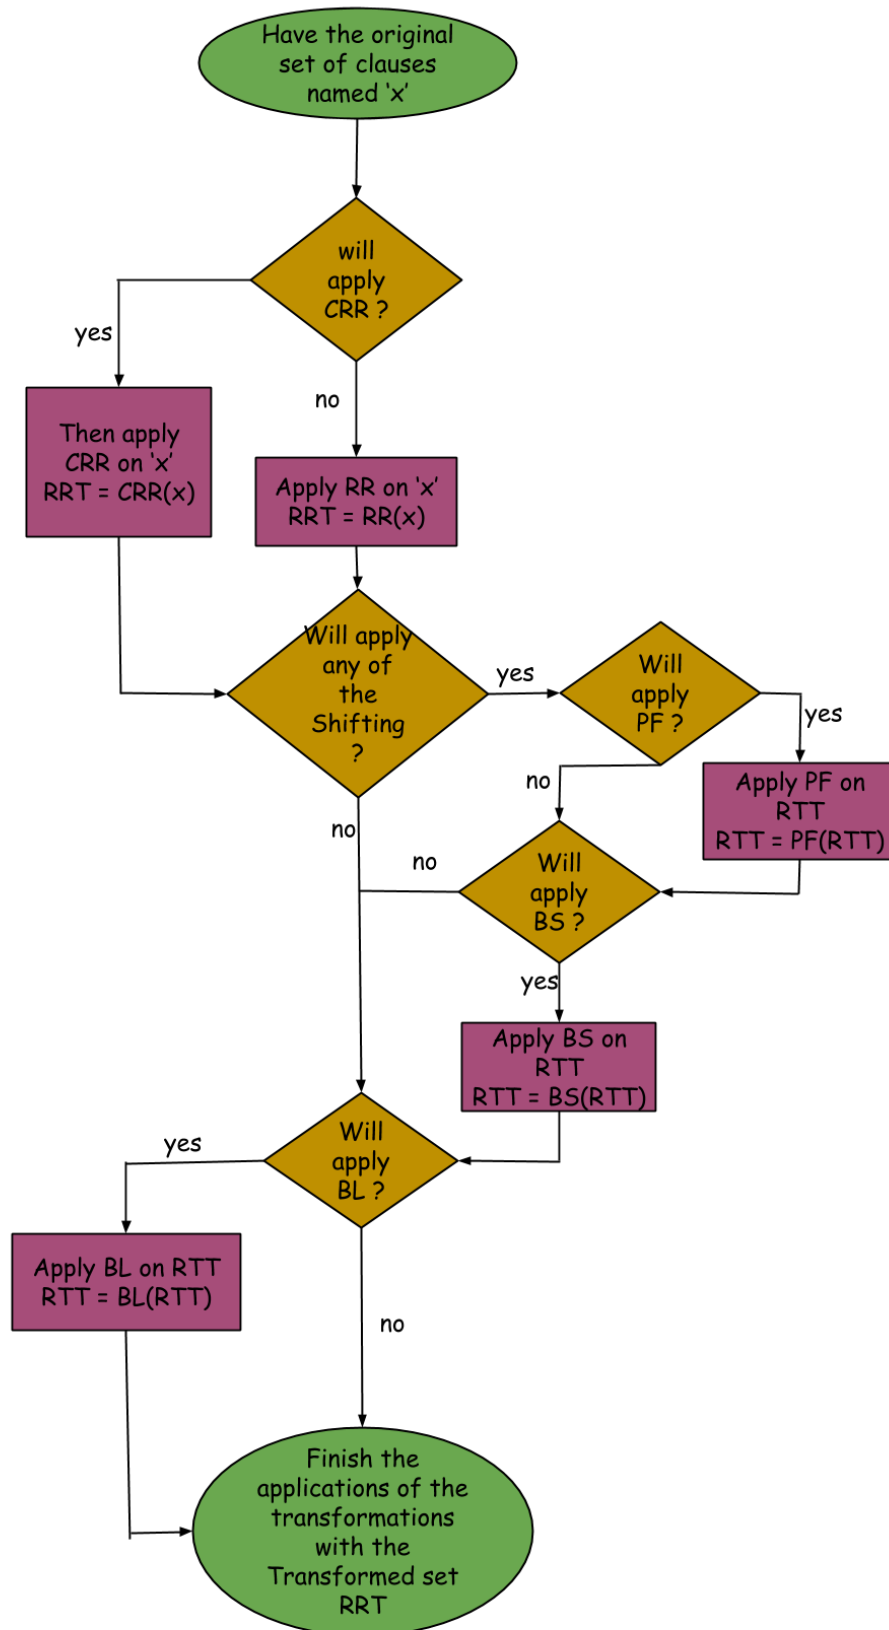 Have the original
set of clauses
named ‘x’
will
apply
CRR ?
yes
no
Then apply
CRR on ‘x’
RRT = CRR(x)
Apply RR on ‘x’
RRT = RR(x)
Will apply
any of
the
Shifting
?
yes
Will
apply
PF ?
yes
no
Apply PF on
RTT
RTT = PF(RTT)
no
no
Will
apply
BS ?
yes
Apply BS on
RTT
RTT = BS(RTT)
Will
apply
BL ?
yes
Apply BL on RTT
RTT = BL(RTT)
no
Finish the
applications of the
transformations
with the
Transformed set
RRT